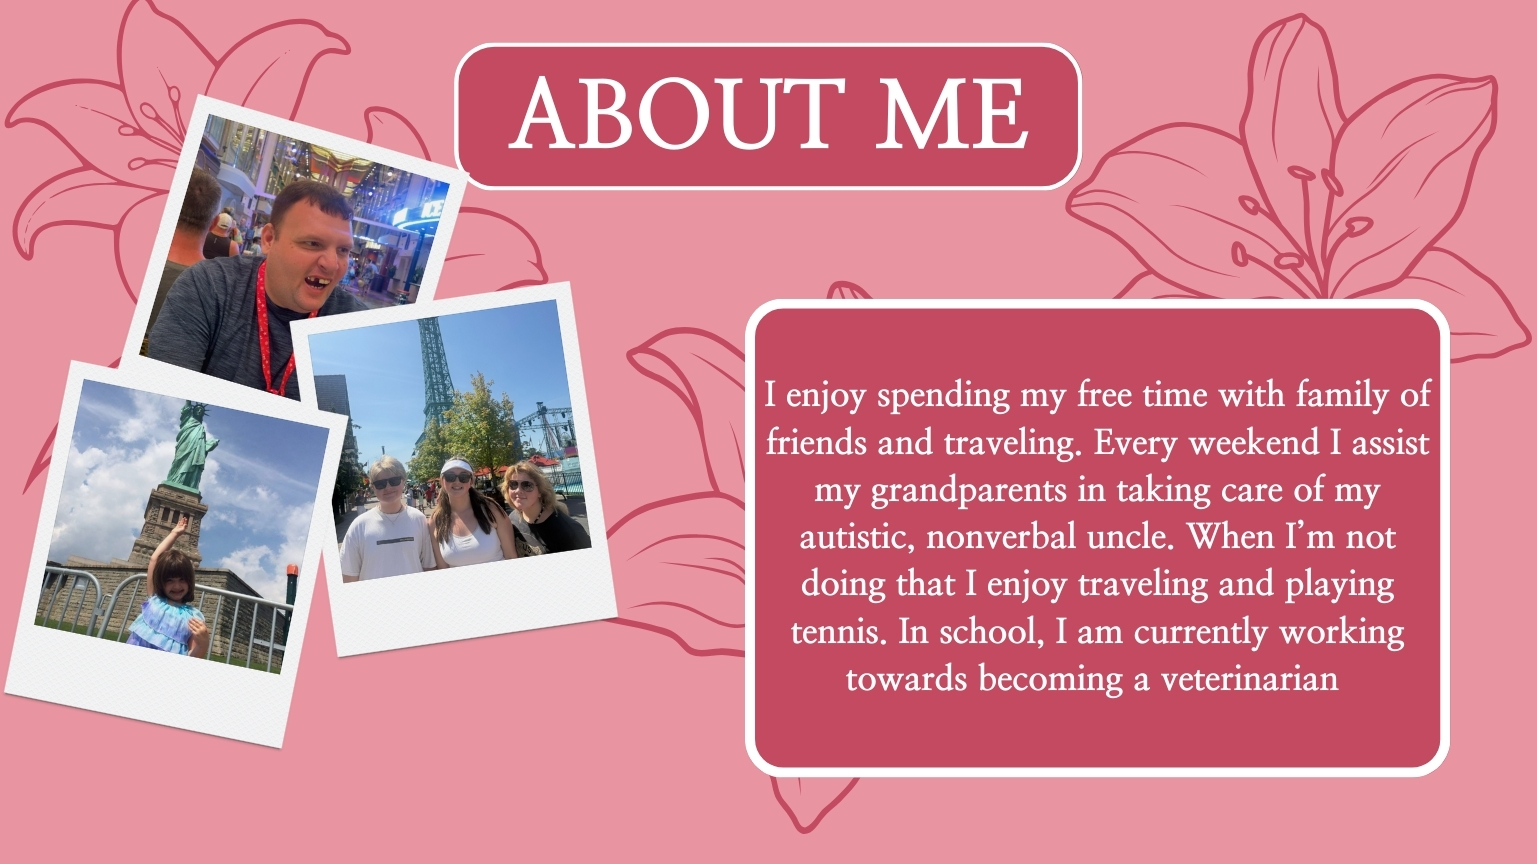 ABOUT ME
I enjoy spending my free time with family of
friends and traveling. Every weekend I assist
my grandparents in taking care of my
autistic, nonverbal uncle. When I'm not
doing that I enjoy traveling and playing
tennis. In school, I am currently working
towards becoming a veterinarian